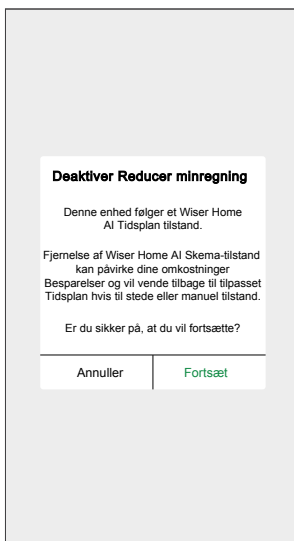 Deaktiver Reducer minregning
Denne enhed følger et Wiser Home
AI Tidsplan tilstand.
Fjernelse af Wiser Home AI Skema-tilstand
kan påvirke dine omkostninger
Besparelser og vil vende tilbage til tilpasset
Tidsplan hvis til stede eller manuel tilstand.
Er du sikker på, at du vil fortsætte?
Annuller
Fortsæt